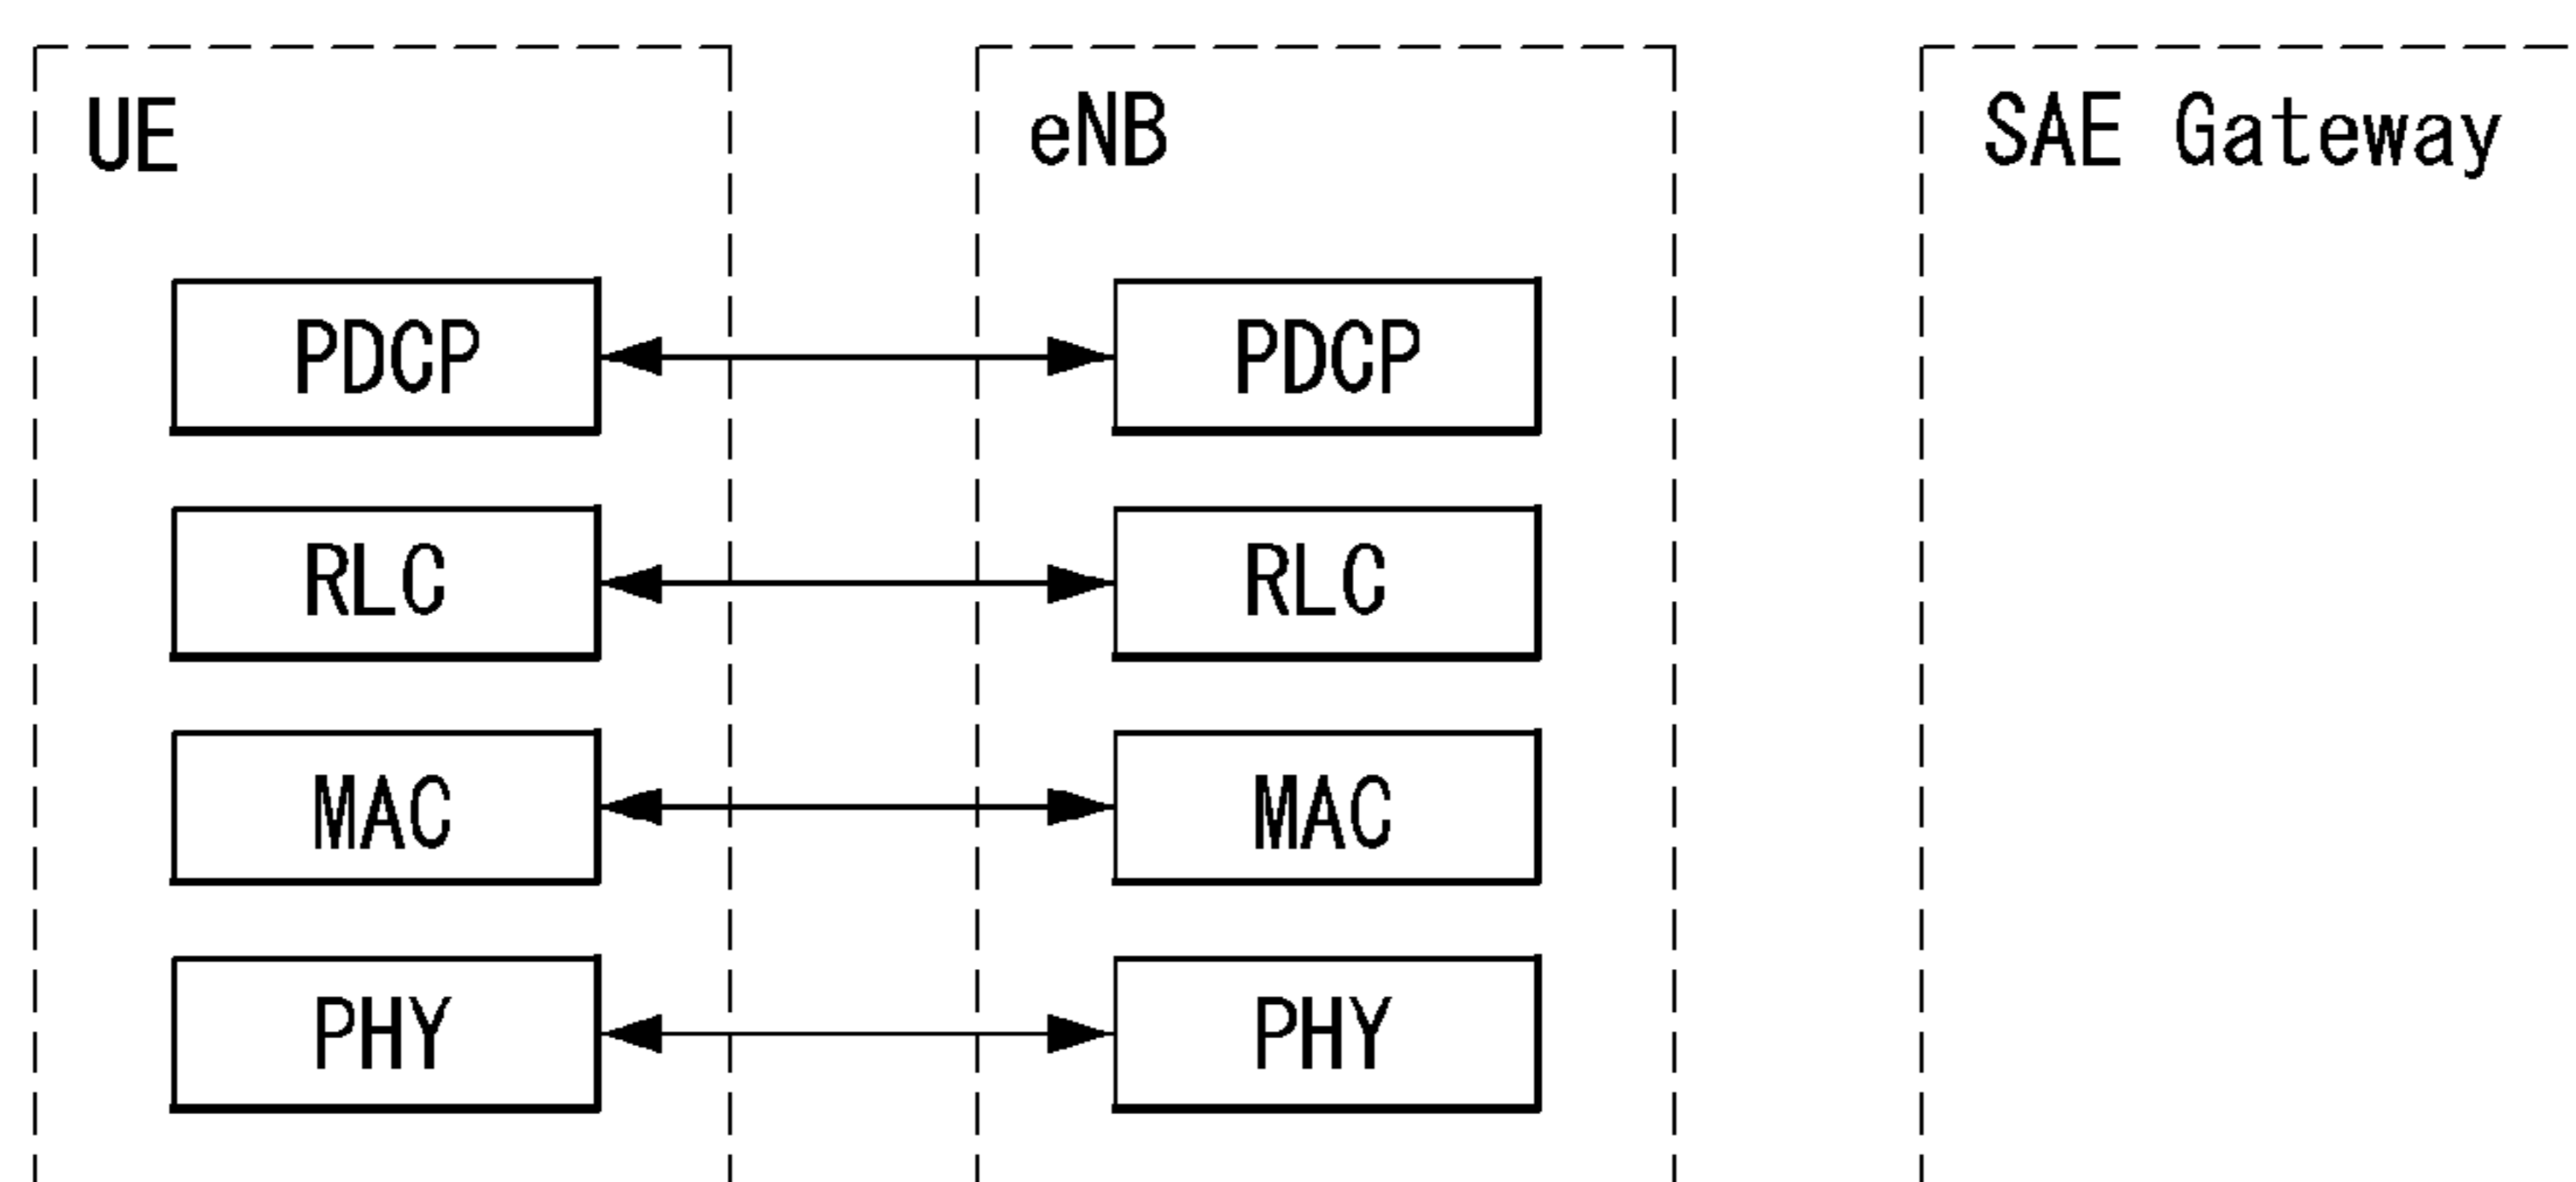 UE
eNB
SAE Gateway
PDCP
PDCP
RLC
RLC
MAC
MAC
PHY
PHY